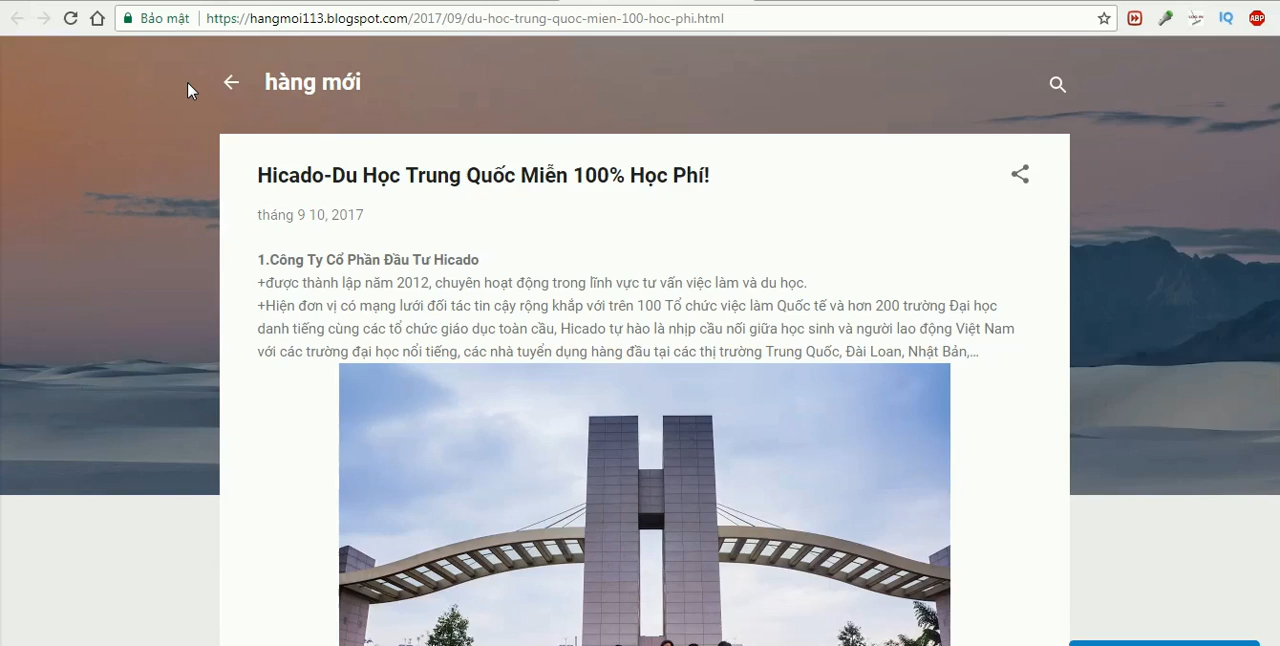 Bảo mật https://hangmoi113.blogspot.com/2017/09/du-hoc-trung-quoc-mien-100-hoc-phi.html
IQ
ABP
hàng mới
Hicado-Du Học Trung Quốc Miễn 100% Học Phí!
tháng 9 10, 2017
1.Công Ty Cổ Phần Đầu Tư Hicado
+được thành lập năm 2012, chuyên hoạt động trong lĩnh vực tư vấn việc làm và du học.
+Hiện đơn vị có mạng lưới đối tác tin cậy rộng khắp với trên 100 Tổ chức việc làm Quốc tế và hơn 200 trường Đại học
danh tiếng cùng các tổ chức giáo dục toàn cầu, Hicado tự hào là nhịp cầu nối giữa học sinh và người lao động Việt Nam
với các trường đại học nổi tiếng, các nhà tuyển dụng hàng đầu tại các thị trường Trung Quốc, Đài Loan, Nhật Bản,...